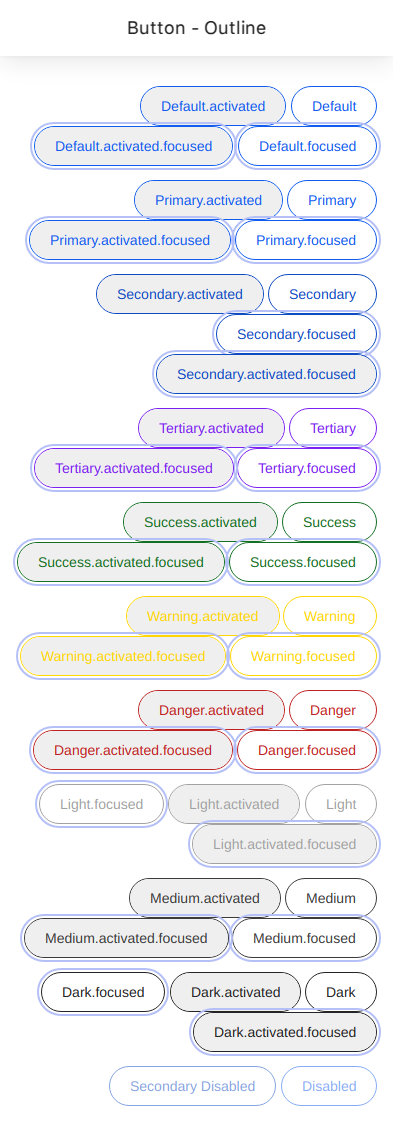 Button - Outline
Default.activated Default
Default.activated.focused Default.focused
Primary.activated Primary
Primary.activated.focused Primary.focused
Secondary.activated Secondary
Secondary.focused
Secondary.activated.focused
Tertiary.activated Tertiary
Tertiary.activated.focused Tertiary.focused
Success.activated Success
Success.activated.focused Success.focused
Warning.activated Warning
Warning.activated.focused Warning.focused
Danger.activated Danger
Danger.activated.focused Danger.focused
Light.focused Light.activated Light
Light.activated.focused
Medium.activated Medium
Medium.activated.focused Medium.focused
Dark.focused Dark.activated Dark
Dark.activated.focused
Secondary Disabled Disabled